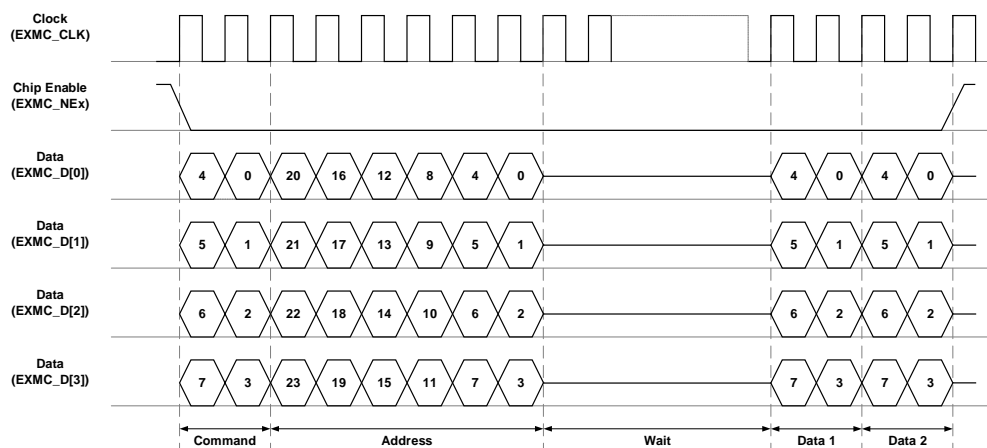 Clock
(EXMC_CLK)
Chip Enable
(EXMC_NEx)
Data
(EXMC_D[0])
4 0 20 16 12 8 4 0 4 0 4 0
Data
(EXMC_D[1])
5 1 21 17 13 9 5 1 5 1 5 1
Data
(EXMC_D[2])
6 2 22 18 14 10 6 2 6 2 6 2
Data
(EXMC_D[3])
7 3 23 19 15 11 7 3 7 3 7 3
Command Address Wait Data 1 Data 2